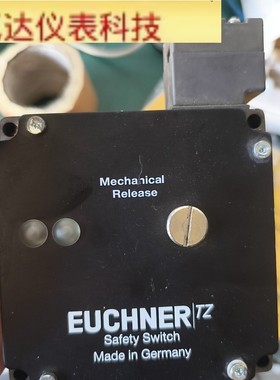 达仪表科技
Mechanical
Release
EUCHNER TZ
Safety Switch
Made in Germany